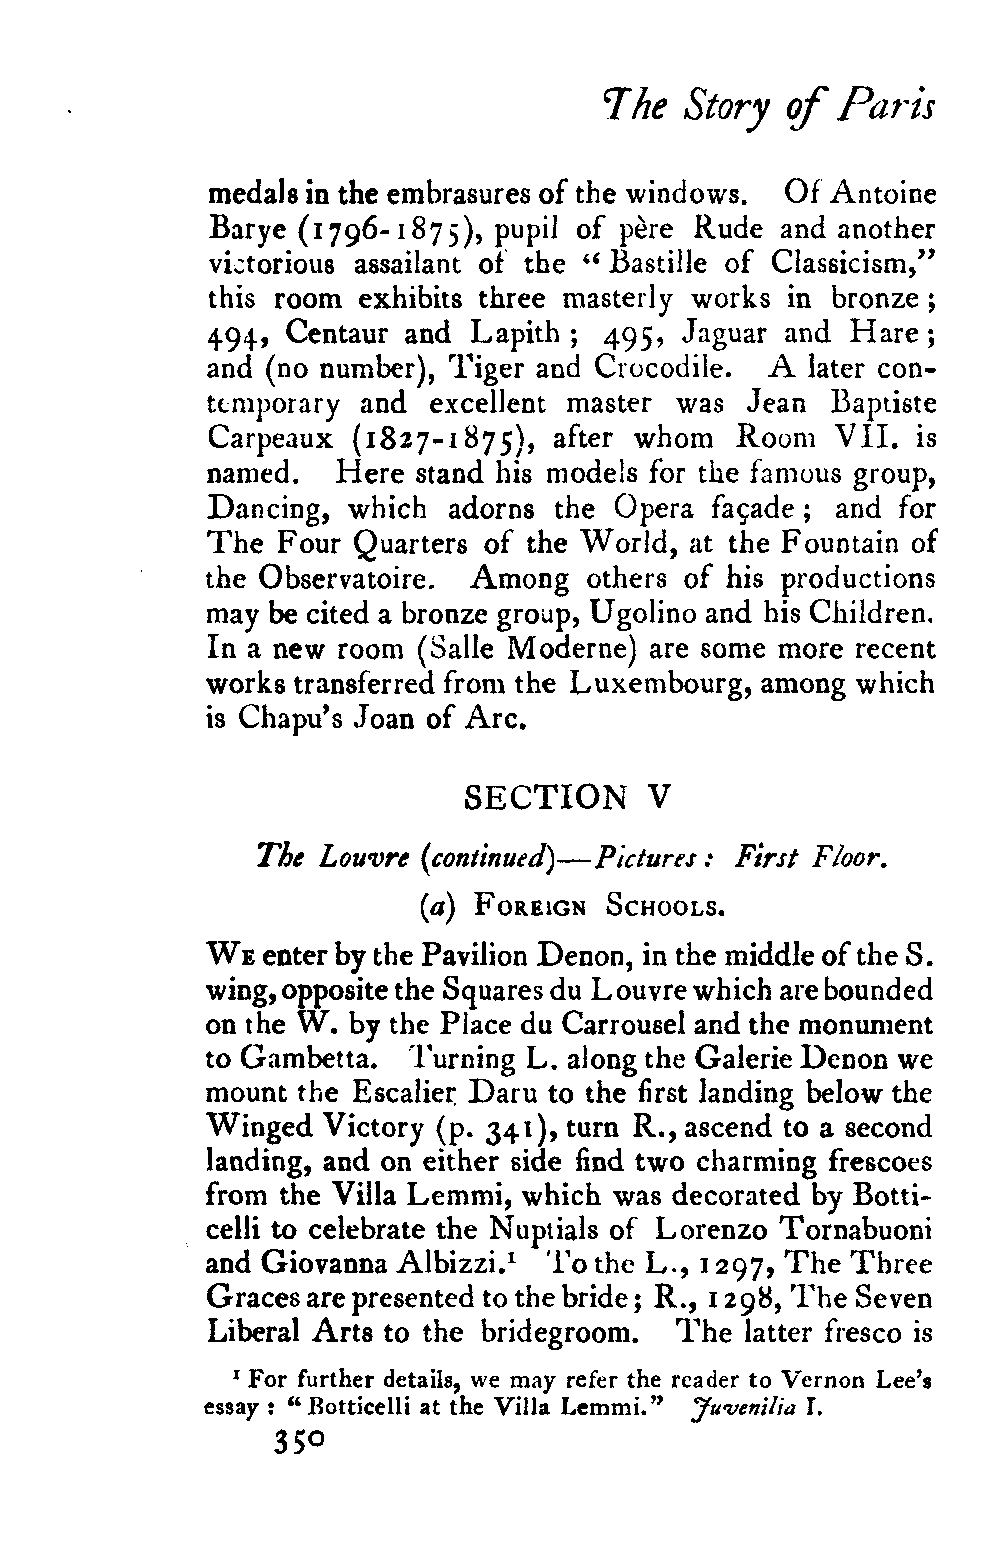 The Story of Paris
medals in the embrasures of the windows. Of Antoine
Barye (1796-1875), pupil of père Rude and another
victorious assailant of the “ Bastille of Classicism,”
this room exhibits three masterly works in bronze ;
494, Centaur and Lapith ; 495, Jaguar and Hare ;
and (no number), Tiger and Crocodile. A later con-
temporary and excellent master was Jean Baptiste
Carpeaux (1827-1875), after whom Room VII. is
named. Here stand his models for the famous group,
Dancing, which adorns the Opera façade ; and for
The Four Quarters of the World, at the Fountain of
the Observatoire. Among others of his productions
may be cited a bronze group, Ugolino and his Children.
In a new room (Salle Moderne) are some more recent
works transferred from the Luxembourg, among which
is Chapu’s Joan of Arc.
SECTION V
The Louvre (continued)—Pictures : First Floor.
(a) FOREIGN SCHOOLS.
WE enter by the Pavilion Denon, in the middle of the S.
wing, opposite the Squares du Louvre which are bounded
on the W. by the Place du Carrousel and the monument
to Gambetta. Turning L. along the Galerie Denon we
mount the Escalier Daru to the first landing below the
Winged Victory (p. 341), turn R., ascend to a second
landing, and on either side find two charming frescoes
from the Villa Lemmi, which was decorated by Botti-
celli to celebrate the Nuptials of Lorenzo Tornabuoni
and Giovanna Albizzi.¹ To the L., 1297, The Three
Graces are presented to the bride; R., 1298, The Seven
Liberal Arts to the bridegroom. The latter fresco is
¹ For further details, we may refer the reader to Vernon Lee’s
essay : “ Botticelli at the Villa Lemmi.” Juvenilia I.
350